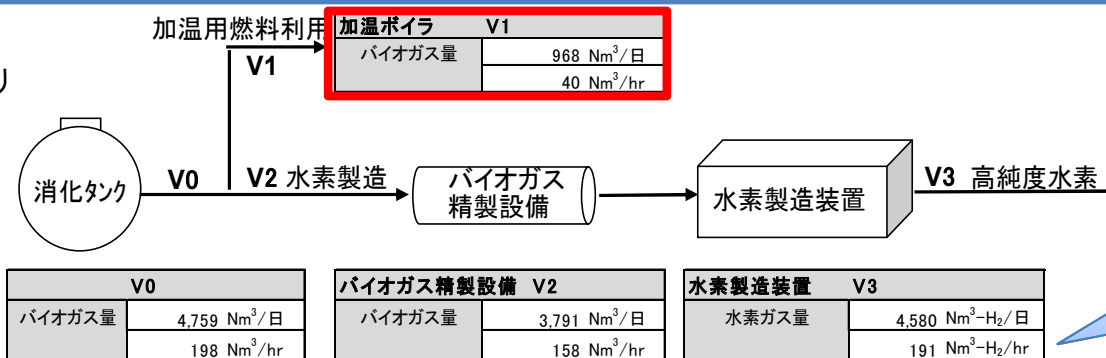 加温用燃料利用
V1
加温ボイラ V1
バイオガス量 968 Nm³/日
40 Nm³/hr
り
消化タンク
V0
V2 水素製造
バイオガス
精製設備
水素製造装置
V3 高純度水素
V0
バイオガス量 4,759 Nm³/日
198 Nm³/hr
バイオガス精製設備 V2
バイオガス量 3,791 Nm³/日
158 Nm³/hr
水素製造装置 V3
水素ガス量 4,580 Nm³-H₂/日
191 Nm³-H₂/hr